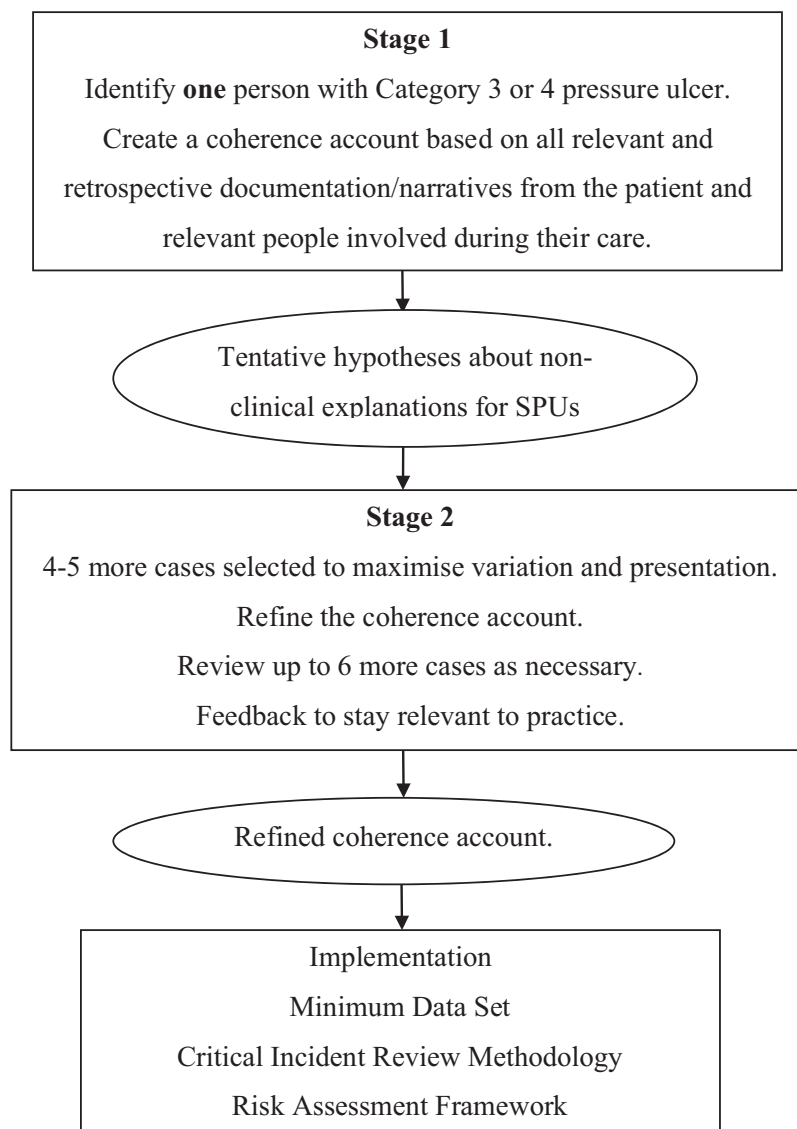 Stage 1
Identify one person with Category 3 or 4 pressure ulcer.
Create a coherence account based on all relevant and
retrospective documentation/narratives from the patient and
relevant people involved during their care.
Tentative hypotheses about non-
clinical explanations for SPUs
Stage 2
4-5 more cases selected to maximise variation and presentation.
Refine the coherence account.
Review up to 6 more cases as necessary.
Feedback to stay relevant to practice.
Refined coherence account.
Implementation
Minimum Data Set
Critical Incident Review Methodology
Risk Assessment Framework